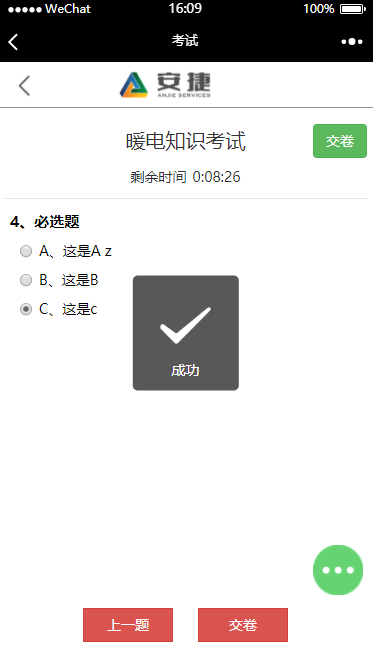 WeChat 16:09 100%
考试
安捷
ANJIE SERVICES
暖电知识考试
交卷
剩余时间 0:08:26
4、必选题
A、这是A z
B、这是B
C、这是c
成功
上一题 交卷